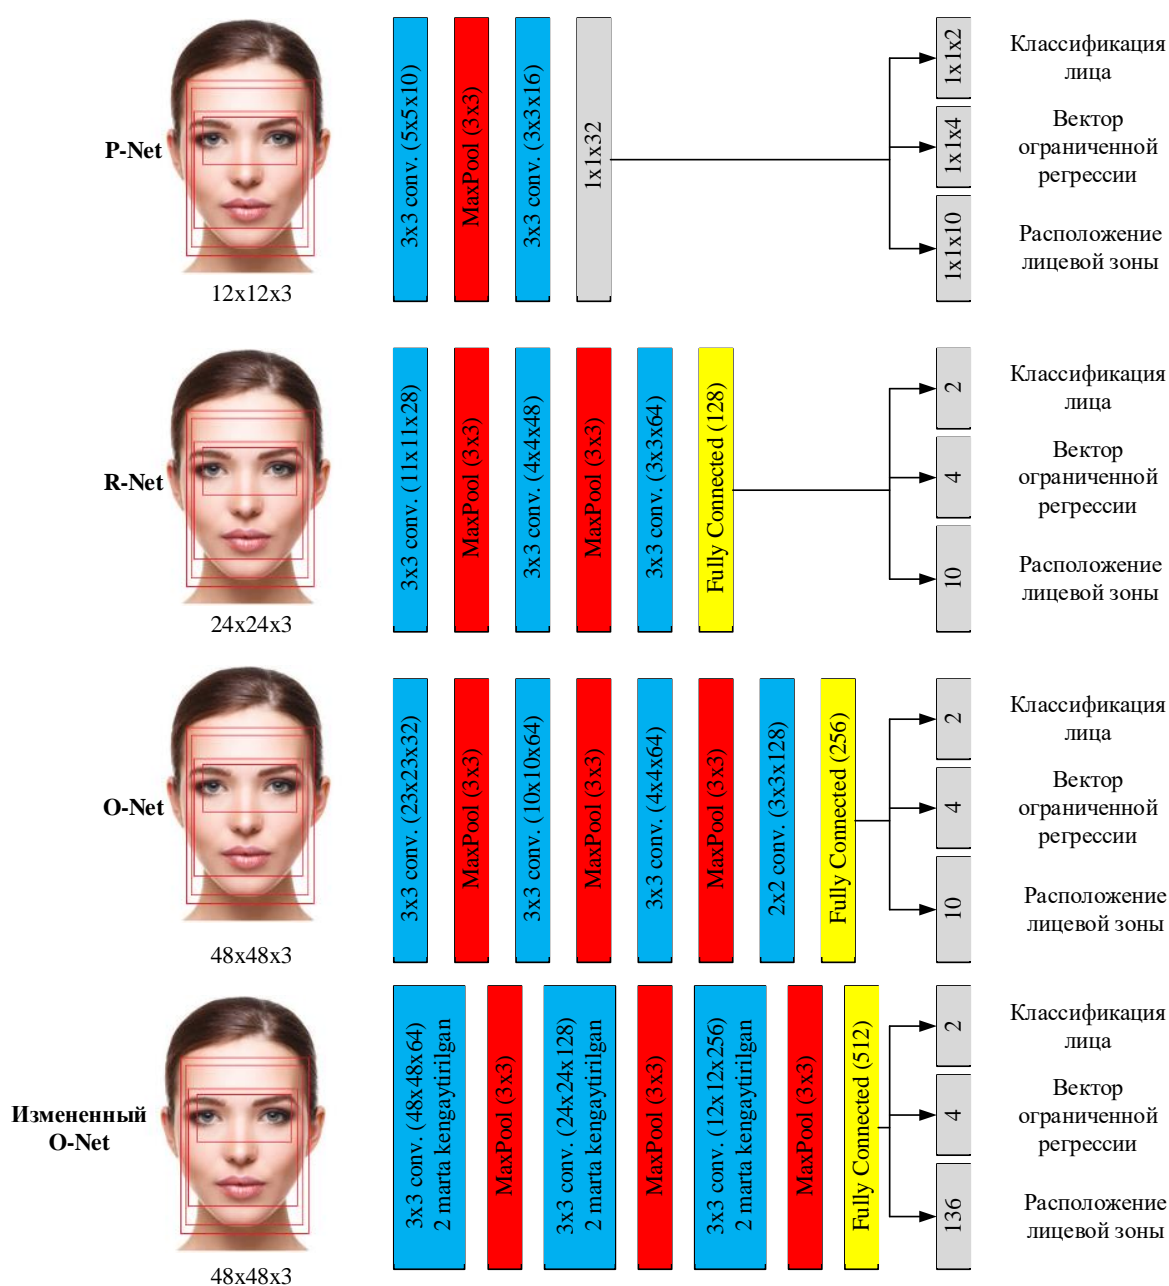 P-Net
12x12x3
3x3 conv. (5x5x10)
MaxPool (3x3)
3x3 conv. (3x3x16)
1x1x32
1x1x2
1x1x4
1x1x10
Классификация
лица
Вектор
ограниченной
регрессии
Расположение
лицевой зоны
R-Net
24x24x3
3x3 conv. (11x11x28)
MaxPool (3x3)
3x3 conv. (4x4x48)
MaxPool (3x3)
3x3 conv. (3x3x64)
Fully Connected (128)
2
4
10
Классификация
лица
Вектор
ограниченной
регрессии
Расположение
лицевой зоны
O-Net
48x48x3
3x3 conv. (23x23x32)
MaxPool (3x3)
3x3 conv. (10x10x64)
MaxPool (3x3)
3x3 conv. (4x4x64)
MaxPool (3x3)
2x2 conv. (3x3x128)
Fully Connected (256)
2
4
10
Классификация
лица
Вектор
ограниченной
регрессии
Расположение
лицевой зоны
Измененный
O-Net
48x48x3
3x3 conv. (48x48x64)
2 marta kengaytirilgan
MaxPool (3x3)
3x3 conv. (24x24x128)
2 marta kengaytirilgan
MaxPool (3x3)
3x3 conv. (12x12x256)
2 marta kengaytirilgan
MaxPool (3x3)
Fully Connected (512)
2
4
136
Классификация
лица
Вектор
ограниченной
регрессии
Расположение
лицевой зоны